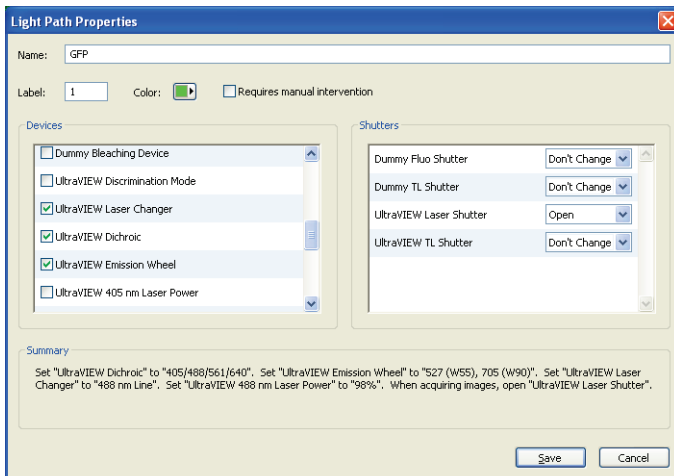 Light Path Properties
Name: GFP
Label: 1 Color: Requires manual intervention
Devices
Dummy Bleaching Device
UltraVIEW Discrimination Mode
UltraVIEW Laser Changer
UltraVIEW Dichroic
UltraVIEW Emission Wheel
UltraVIEW 405 nm Laser Power
Shutters
Dummy Fluo Shutter Don't Change
Dummy TL Shutter Don't Change
UltraVIEW Laser Shutter Open
UltraVIEW TL Shutter Don't Change
Summary
Set "UltraVIEW Dichroic" to "405/488/561/640". Set "UltraVIEW Emission Wheel" to "527 (W55), 705 (W90)". Set "UltraVIEW Laser
Changer" to "488 nm Line". Set "UltraVIEW 488 nm Laser Power" to "98%". When acquiring images, open "UltraVIEW Laser Shutter".
Save Cancel